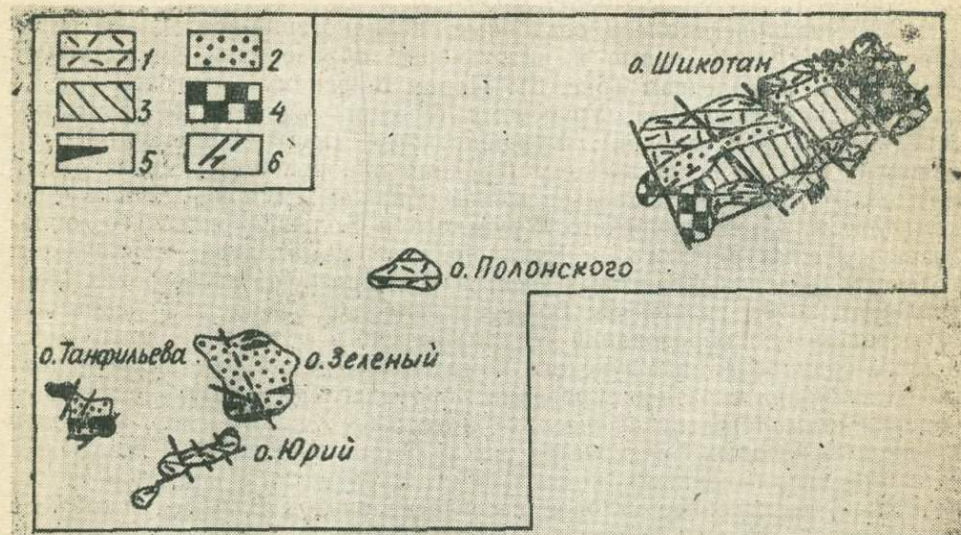 1 2
3 4
5 6
о. Шикотан
о. Полонского
о. Танфильева
о. Зеленый
о. Юрий